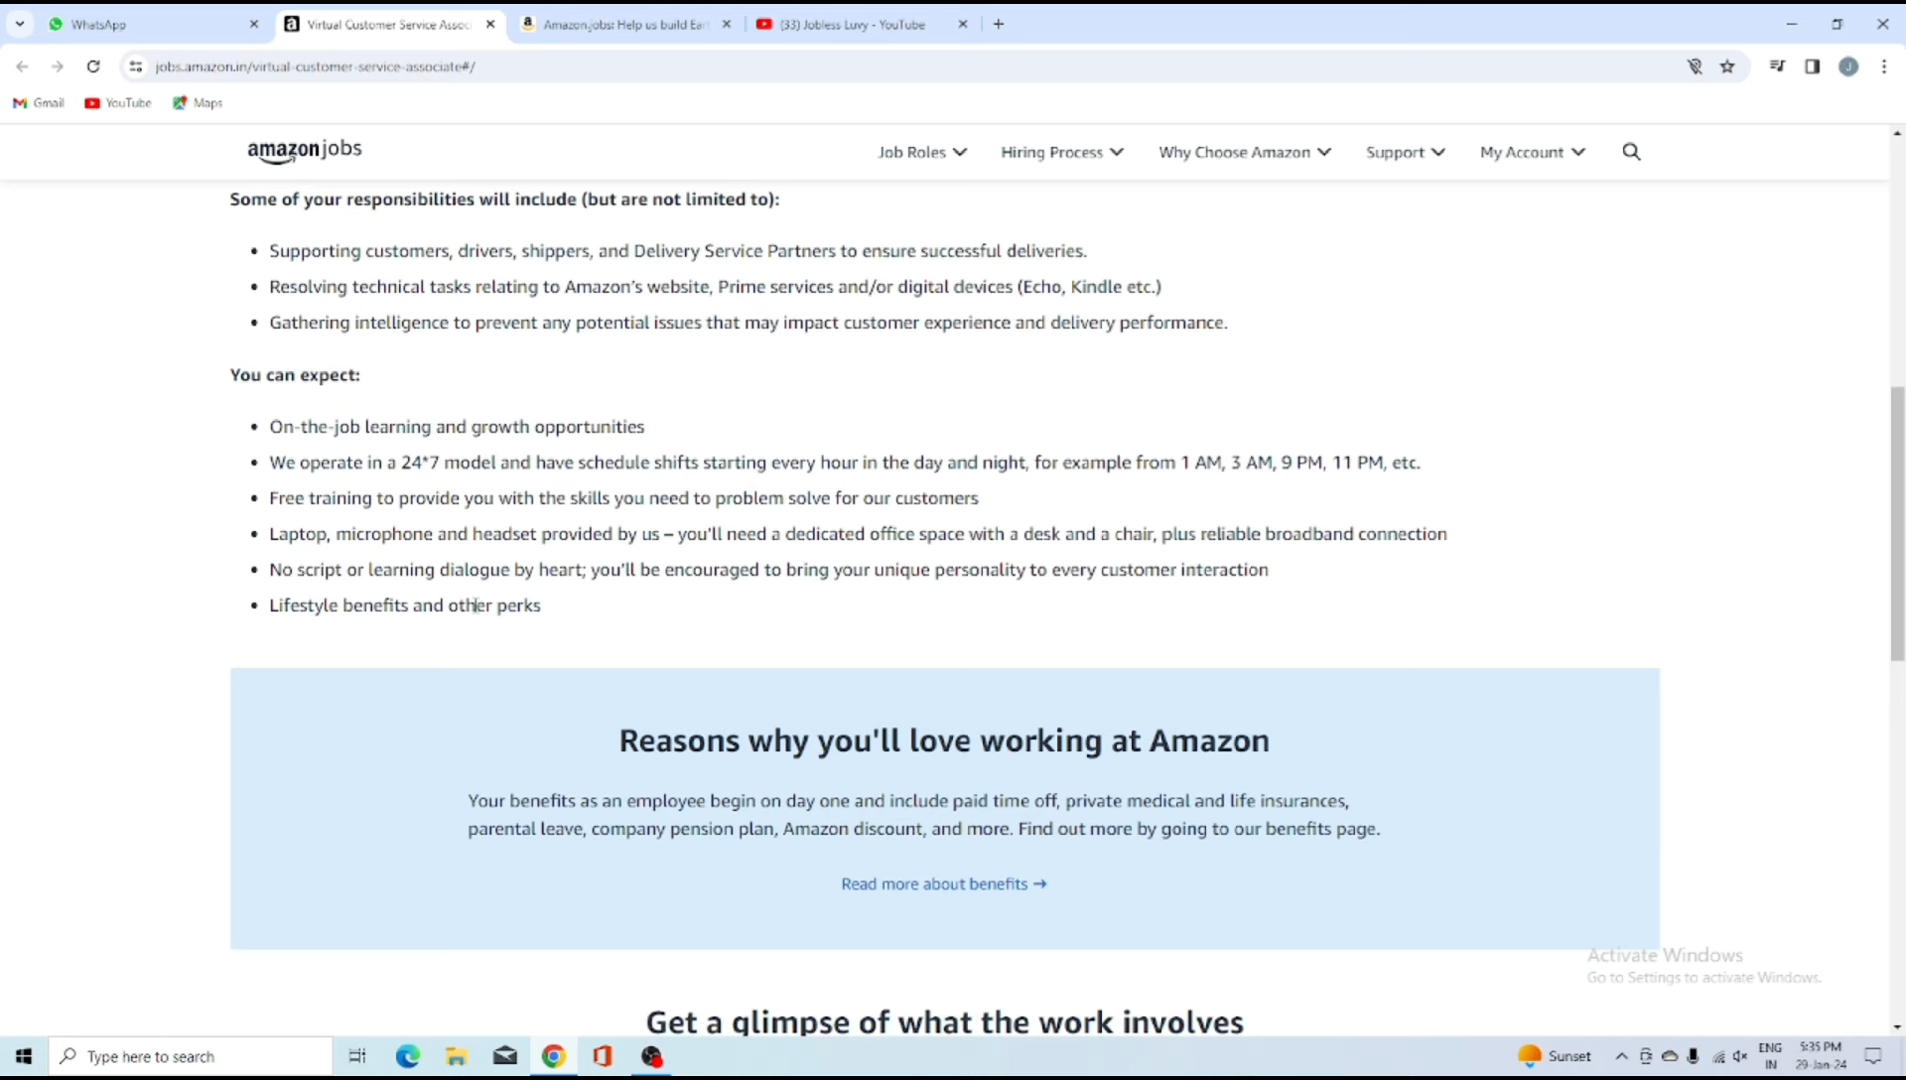 WhatsApp
Virtual Customer Service Assoc
Amazon.jobs: Help us build Eart
(33) Jobless Luvy - YouTube
jobs.amazon.in/virtual-customer-service-associate#/
Gmail
YouTube
Maps
amazon jobs
Job Roles
Hiring Process
Why Choose Amazon
Support
My Account
Some of your responsibilities will include (but are not limited to):
• Supporting customers, drivers, shippers, and Delivery Service Partners to ensure successful deliveries.
• Resolving technical tasks relating to Amazon's website, Prime services and/or digital devices (Echo, Kindle etc.)
• Gathering intelligence to prevent any potential issues that may impact customer experience and delivery performance.
You can expect:
• On-the-job learning and growth opportunities
• We operate in a 24*7 model and have schedule shifts starting every hour in the day and night, for example from 1 AM, 3 AM, 9 PM, 11 PM, etc.
• Free training to provide you with the skills you need to problem solve for our customers
• Laptop, microphone and headset provided by us – you'll need a dedicated office space with a desk and a chair, plus reliable broadband connection
• No script or learning dialogue by heart; you'll be encouraged to bring your unique personality to every customer interaction
• Lifestyle benefits and other perks
Reasons why you'll love working at Amazon
Your benefits as an employee begin on day one and include paid time off, private medical and life insurances,
parental leave, company pension plan, Amazon discount, and more. Find out more by going to our benefits page.
Read more about benefits →
Activate Windows
Go to Settings to activate Windows.
Get a glimpse of what the work involves
Type here to search
Sunset
ENG
IN
5:35 PM
29-Jan-24